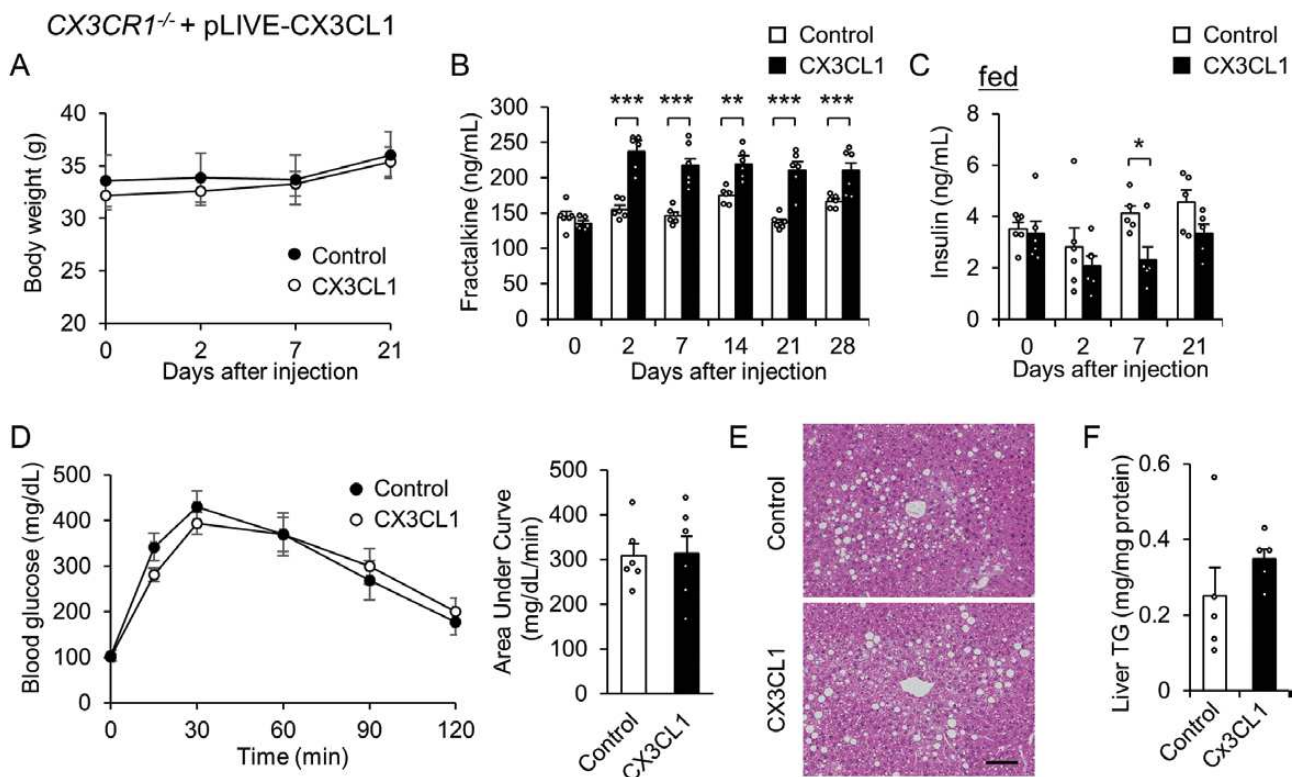 CX3CR1-/- + pLIVE-CX3CL1
A
Body weight (g)
40
35
30
25
20
0 2 7 21
Days after injection
Control
CX3CL1
B
Control
CX3CL1
Fractalkine (ng/mL)
300
250
200
150
100
50
0
*** *** ** *** ***
0 2 7 14 21 28
Days after injection
C
fed
Control
CX3CL1
Insulin (ng/mL)
8
6
4
2
0
*
0 2 7 21
Days after injection
D
Blood glucose (mg/dL)
500
400
300
200
100
0
Control
CX3CL1
0 30 60 90 120
Time (min)
Area Under Curve
(mg/dL/min)
500
400
300
200
100
0
Control
CX3CL1
E
Control
CX3CL1
F
Liver TG (mg/mg protein)
0.6
0.4
0.2
0
Control
Cx3CL1